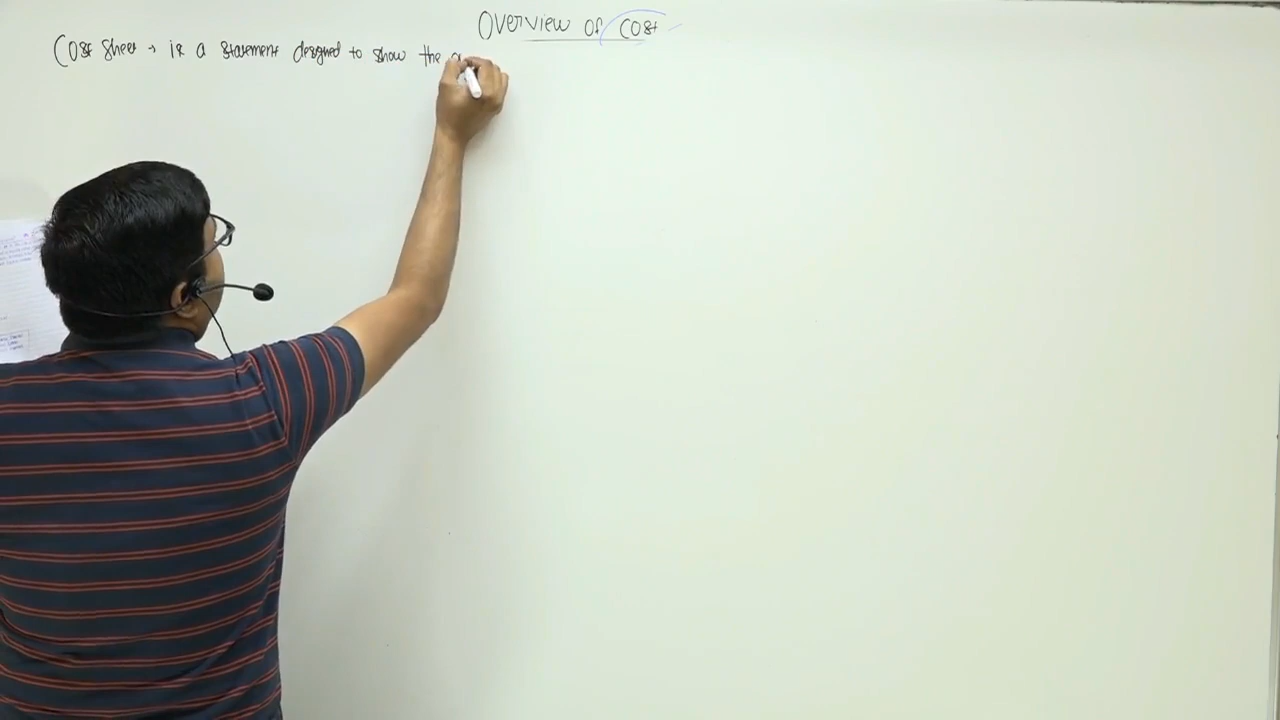 Overview of Cost
Cost Sheet → is a statement designed to show the